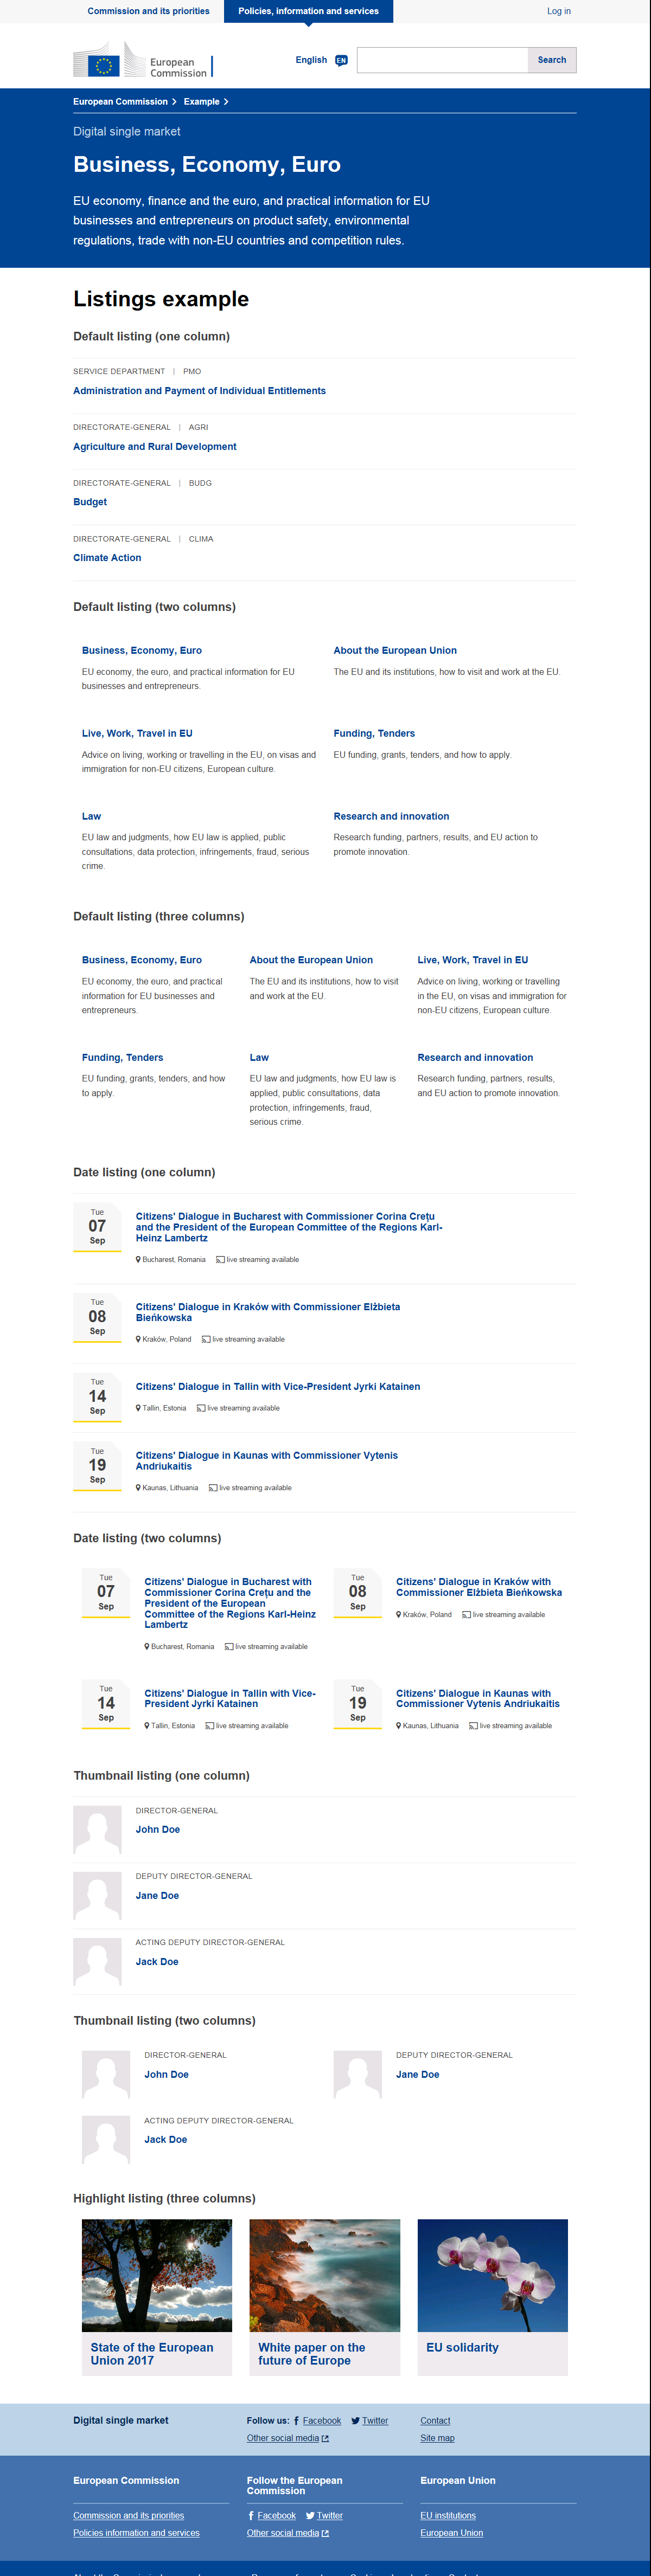 Commission and its priorities
Policies, information and services
Log in
European
Commission
English EN
Search
European Commission
Example
Digital single market
Business, Economy, Euro
EU economy, finance and the euro, and practical information for EU
businesses and entrepreneurs on product safety, environmental
regulations, trade with non-EU countries and competition rules.
Listings example
Default listing (one column)
SERVICE DEPARTMENT | PMO
Administration and Payment of Individual Entitlements
DIRECTORATE-GENERAL | AGRI
Agriculture and Rural Development
DIRECTORATE-GENERAL | BUDG
Budget
DIRECTORATE-GENERAL | CLIMA
Climate Action
Default listing (two columns)
Business, Economy, Euro
EU economy, the euro, and practical information for EU
businesses and entrepreneurs.
About the European Union
The EU and its institutions, how to visit and work at the EU.
Live, Work, Travel in EU
Advice on living, working or travelling in the EU, on visas and
immigration for non-EU citizens, European culture.
Funding, Tenders
EU funding, grants, tenders, and how to apply.
Law
EU law and judgments, how EU law is applied, public
consultations, data protection, infringements, fraud, serious
crime.
Research and innovation
Research funding, partners, results, and EU action to
promote innovation.
Default listing (three columns)
Business, Economy, Euro
EU economy, the euro, and practical
information for EU businesses and
entrepreneurs.
About the European Union
The EU and its institutions, how to visit
and work at the EU.
Live, Work, Travel in EU
Advice on living, working or travelling
in the EU, on visas and immigration for
non-EU citizens, European culture.
Funding, Tenders
EU funding, grants, tenders, and how
to apply.
Law
EU law and judgments, how EU law is
applied, public consultations, data
protection, infringements, fraud,
serious crime.
Research and innovation
Research funding, partners, results,
and EU action to promote innovation.
Date listing (one column)
Tue
07
Sep
Citizens' Dialogue in Bucharest with Commissioner Corina Crețu
and the President of the European Committee of the Regions Karl-
Heinz Lambertz
Bucharest, Romania live streaming available
Tue
08
Sep
Citizens' Dialogue in Kraków with Commissioner Elżbieta
Bieńkowska
Kraków, Poland live streaming available
Tue
14
Sep
Citizens' Dialogue in Tallin with Vice-President Jyrki Katainen
Tallin, Estonia live streaming available
Tue
19
Sep
Citizens' Dialogue in Kaunas with Commissioner Vytenis
Andriukaitis
Kaunas, Lithuania live streaming available
Date listing (two columns)
Tue
07
Sep
Citizens' Dialogue in Bucharest with
Commissioner Corina Crețu and the
President of the European
Committee of the Regions Karl-Heinz
Lambertz
Bucharest, Romania live streaming available
Tue
08
Sep
Citizens' Dialogue in Kraków with
Commissioner Elżbieta Bieńkowska
Kraków, Poland live streaming available
Tue
14
Sep
Citizens' Dialogue in Tallin with Vice-
President Jyrki Katainen
Tallin, Estonia live streaming available
Tue
19
Sep
Citizens' Dialogue in Kaunas with
Commissioner Vytenis Andriukaitis
Kaunas, Lithuania live streaming available
Thumbnail listing (one column)
DIRECTOR-GENERAL
John Doe
DEPUTY DIRECTOR-GENERAL
Jane Doe
ACTING DEPUTY DIRECTOR-GENERAL
Jack Doe
Thumbnail listing (two columns)
DIRECTOR-GENERAL
John Doe
DEPUTY DIRECTOR-GENERAL
Jane Doe
ACTING DEPUTY DIRECTOR-GENERAL
Jack Doe
Highlight listing (three columns)
State of the European
Union 2017
White paper on the
future of Europe
EU solidarity
Digital single market
Follow us: Facebook Twitter
Other social media
Contact
Site map
European Commission
Commission and its priorities
Policies information and services
Follow the European
Commission
Facebook Twitter
Other social media
European Union
EU institutions
European Union